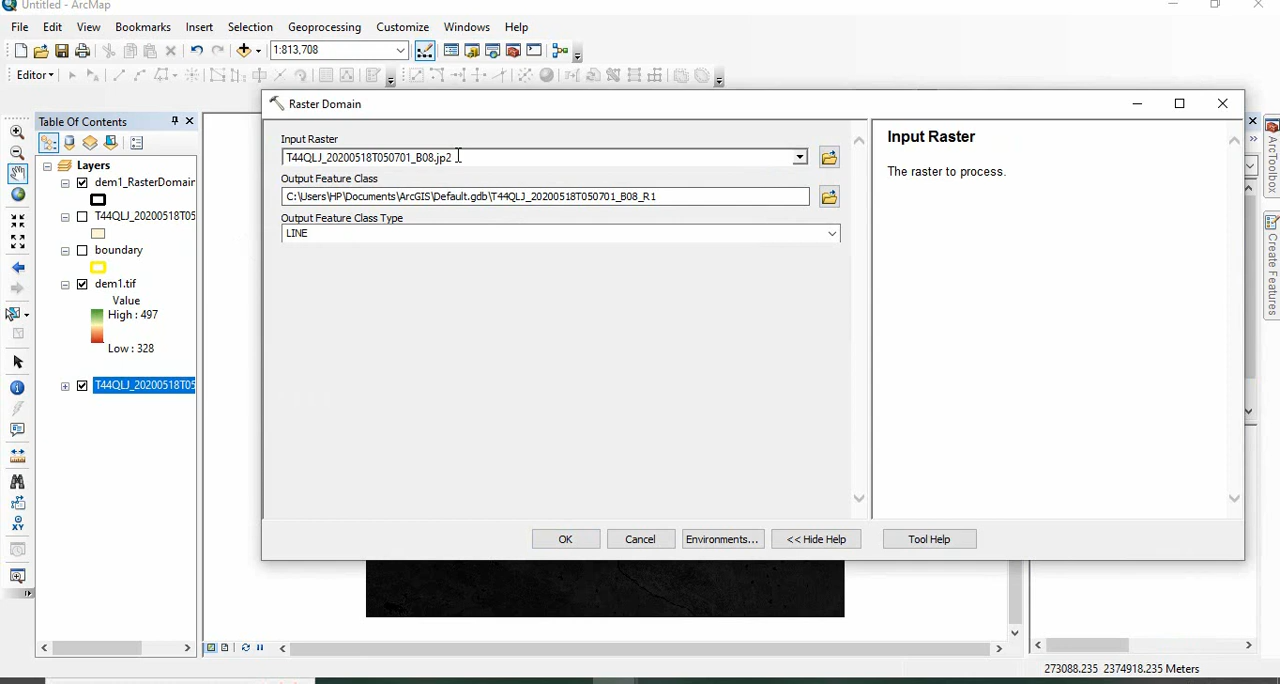 Untitled - ArcMap
File Edit View Bookmarks Insert Selection Geoprocessing Customize Windows Help
1:813,708
Editor
Raster Domain
Table Of Contents
Layers
dem1_RasterDomain
T44QLJ_20200518T05
boundary
dem1.tif
Value
High : 497
Low : 328
T44QLJ_20200518T05
Input Raster
T44QLJ_20200518T050701_B08.jp2
Output Feature Class
C:\Users\HP\Documents\ArcGIS\Default.gdb\T44QLJ_20200518T050701_B08_R1
Output Feature Class Type
LINE
OK Cancel Environments... << Hide Help Tool Help
Input Raster
The raster to process.
ArcToolbox
Create Features
XY
273088.235 2374918.235 Meters